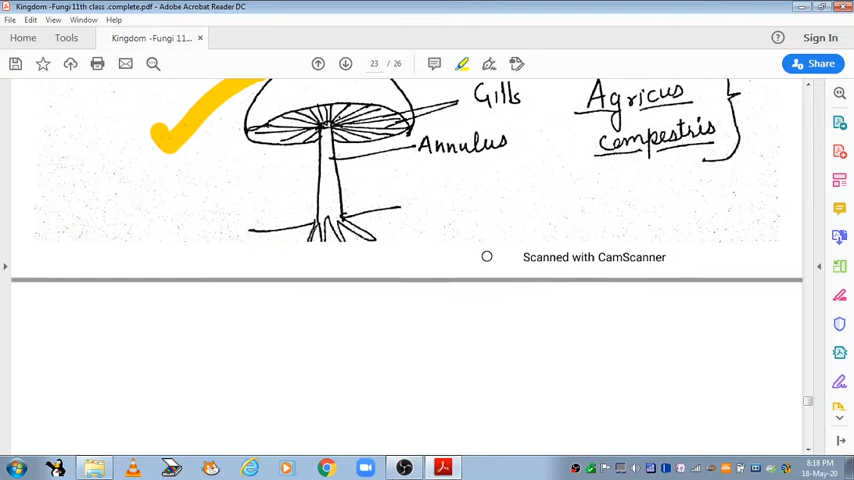 Kingdom -Fungi 11th class .complete.pdf - Adobe Acrobat Reader DC
File Edit View Window Help
Home Tools Kingdom -Fungi 11... × Sign In
23 / 26 Share
Gills
Annulus
Agricus
campestris
Scanned with CamScanner
8:18 PM
18-May-20